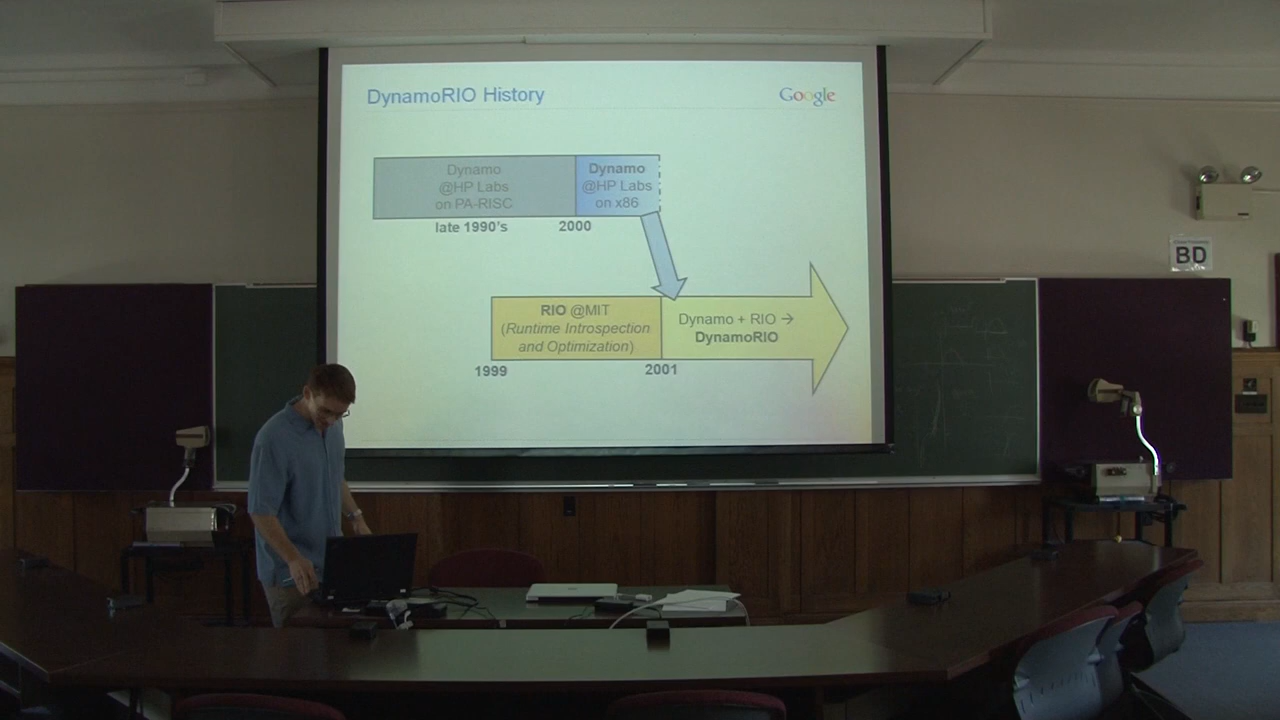 DynamoRIO History
Google
Dynamo
@HP Labs
on PA-RISC
Dynamo
@HP Labs
on x86
late 1990's
2000
RIO @MIT
(Runtime Introspection
and Optimization)
Dynamo + RIO →
DynamoRIO
1999
2001
BD